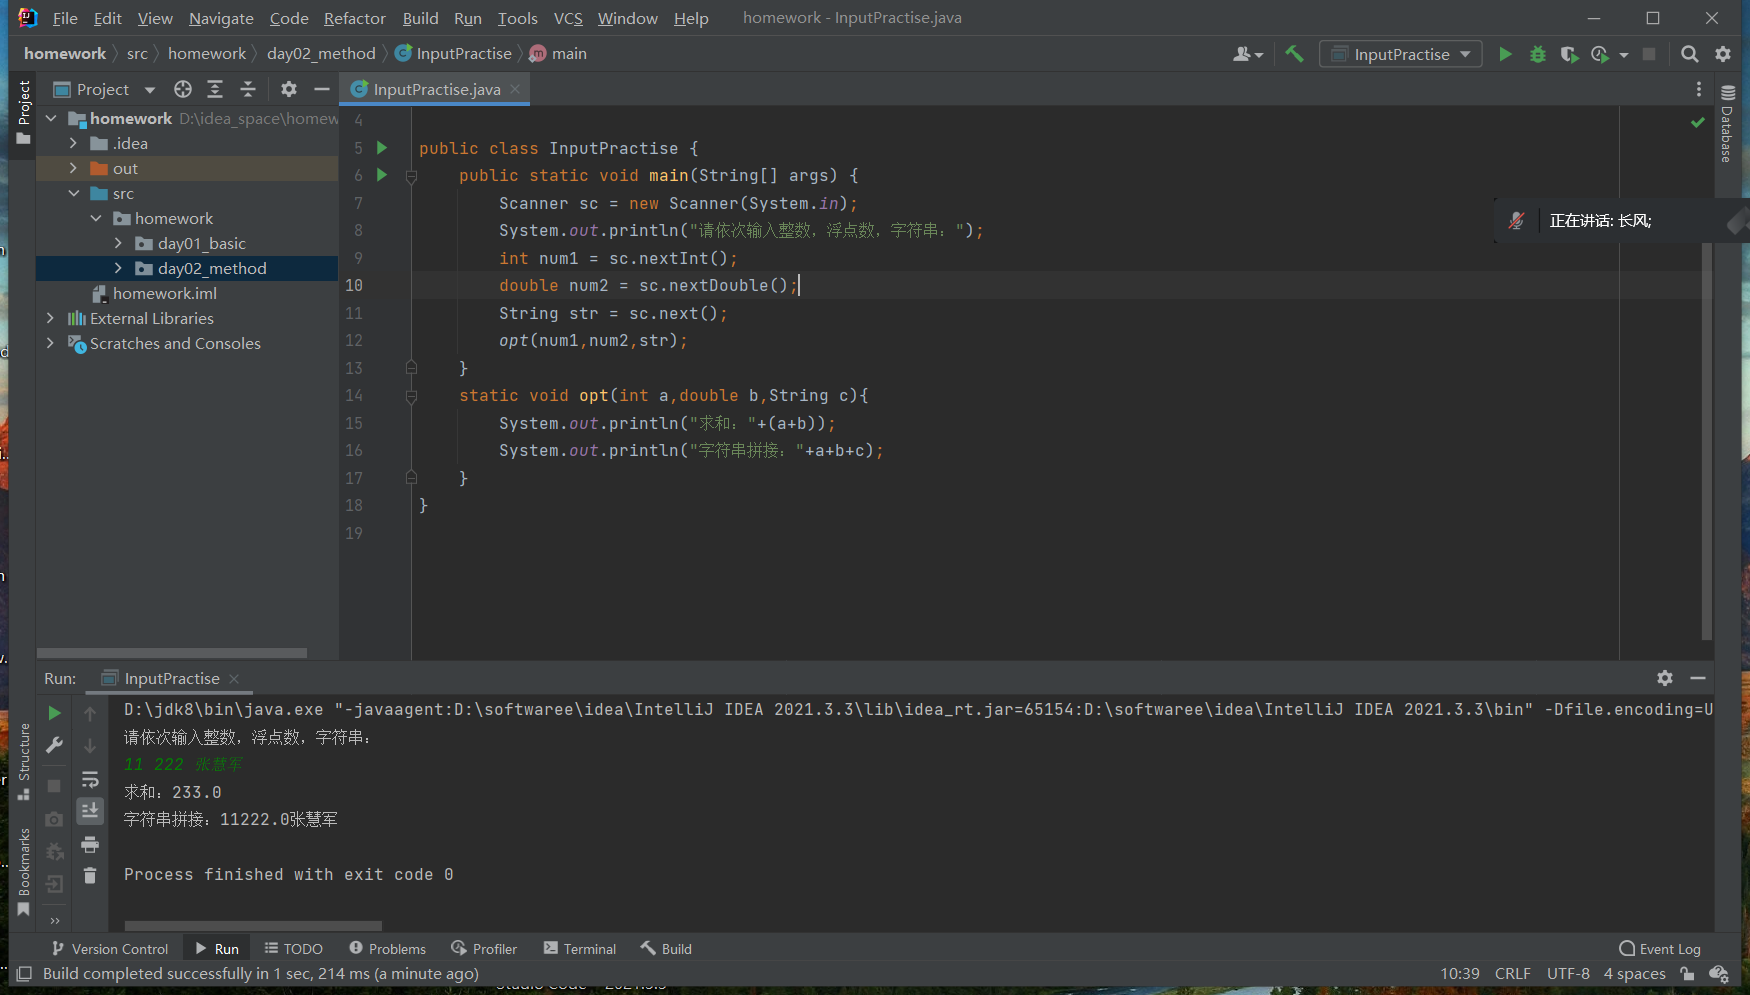 File Edit View Navigate Code Refactor Build Run Tools VCS Window Help homework - InputPractise.java
homework src homework day02_method InputPractise main InputPractise
Project InputPractise.java
homework D:\idea_space\homew
.idea
out
src
homework
day01_basic
day02_method
homework.iml
External Libraries
Scratches and Consoles
Project
Structure
Bookmarks
Database
正在讲话: 长风;
4
5 public class InputPractise {
6 public static void main(String[] args) {
7 Scanner sc = new Scanner(System.in);
8 System.out.println("请依次输入整数，浮点数，字符串：");
9 int num1 = sc.nextInt();
10 double num2 = sc.nextDouble();
11 String str = sc.next();
12 opt(num1,num2,str);
13 }
14 static void opt(int a,double b,String c){
15 System.out.println("求和："+(a+b));
16 System.out.println("字符串拼接："+a+b+c);
17 }
18 }
19
Run: InputPractise
D:\jdk8\bin\java.exe "-javaagent:D:\softwaree\idea\IntelliJ IDEA 2021.3.3\lib\idea_rt.jar=65154:D:\softwaree\idea\IntelliJ IDEA 2021.3.3\bin" -Dfile.encoding=U
请依次输入整数，浮点数，字符串：
11 222 张慧军
求和：233.0
字符串拼接：11222.0张慧军
Process finished with exit code 0
Version Control Run TODO Problems Profiler Terminal Build Event Log
Build completed successfully in 1 sec, 214 ms (a minute ago) 10:39 CRLF UTF-8 4 spaces